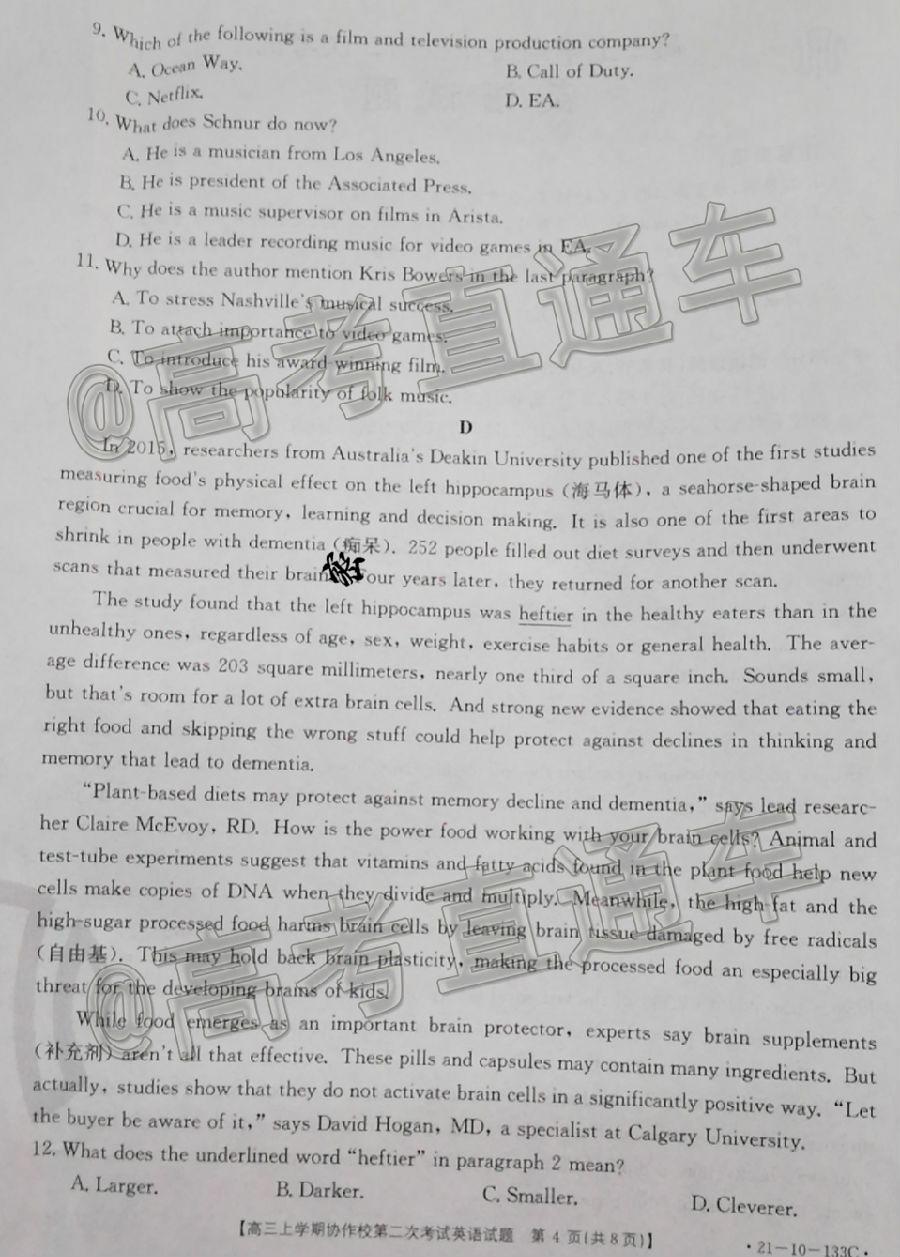 9. Which of the following is a film and television production company?
A. Ocean Way. B. Call of Duty.
C. Netflix. D. EA.
10. What does Schnur do now?
A. He is a musician from Los Angeles.
B. He is president of the Associated Press.
C. He is a music supervisor on films in Arista.
D. He is a leader recording music for video games in EA.
11. Why does the author mention Kris Bowers in the last paragraph?
A. To stress Nashville's musical success.
B. To attach importance to video games.
C. To introduce his award-winning film.
D. To show the popularity of folk music.
@高考直通车
D
In 2015, researchers from Australia's Deakin University published one of the first studies
measuring food's physical effect on the left hippocampus (海马体), a seahorse-shaped brain
region crucial for memory, learning and decision making. It is also one of the first areas to
shrink in people with dementia (痴呆). 252 people filled out diet surveys and then underwent
scans that measured their brain our years later, they returned for another scan.
The study found that the left hippocampus was heftier in the healthy eaters than in the
unhealthy ones, regardless of age, sex, weight, exercise habits or general health. The aver-
age difference was 203 square millimeters, nearly one third of a square inch. Sounds small,
but that's room for a lot of extra brain cells. And strong new evidence showed that eating the
right food and skipping the wrong stuff could help protect against declines in thinking and
memory that lead to dementia.
"Plant-based diets may protect against memory decline and dementia," says lead researc-
her Claire McEvoy, RD. How is the power food working with your brain cells? Animal and
test-tube experiments suggest that vitamins and fatty acids found in the plant food help new
cells make copies of DNA when they divide and multiply. Meanwhile, the high-fat and the
high-sugar processed food harms brain cells by leaving brain tissue damaged by free radicals
(自由基). This may hold back brain plasticity, making the processed food an especially big
threat for the developing brains of kids.
@高考直通车
While food emerges as an important brain protector, experts say brain supplements
(补充剂) aren't all that effective. These pills and capsules may contain many ingredients. But
actually, studies show that they do not activate brain cells in a significantly positive way. "Let
the buyer be aware of it," says David Hogan, MD, a specialist at Calgary University.
12. What does the underlined word "heftier" in paragraph 2 mean?
A. Larger. B. Darker. C. Smaller. D. Cleverer.
【高三上学期协作校第二次考试英语试题 第 4 页(共 8 页)】
·21-10-133C·